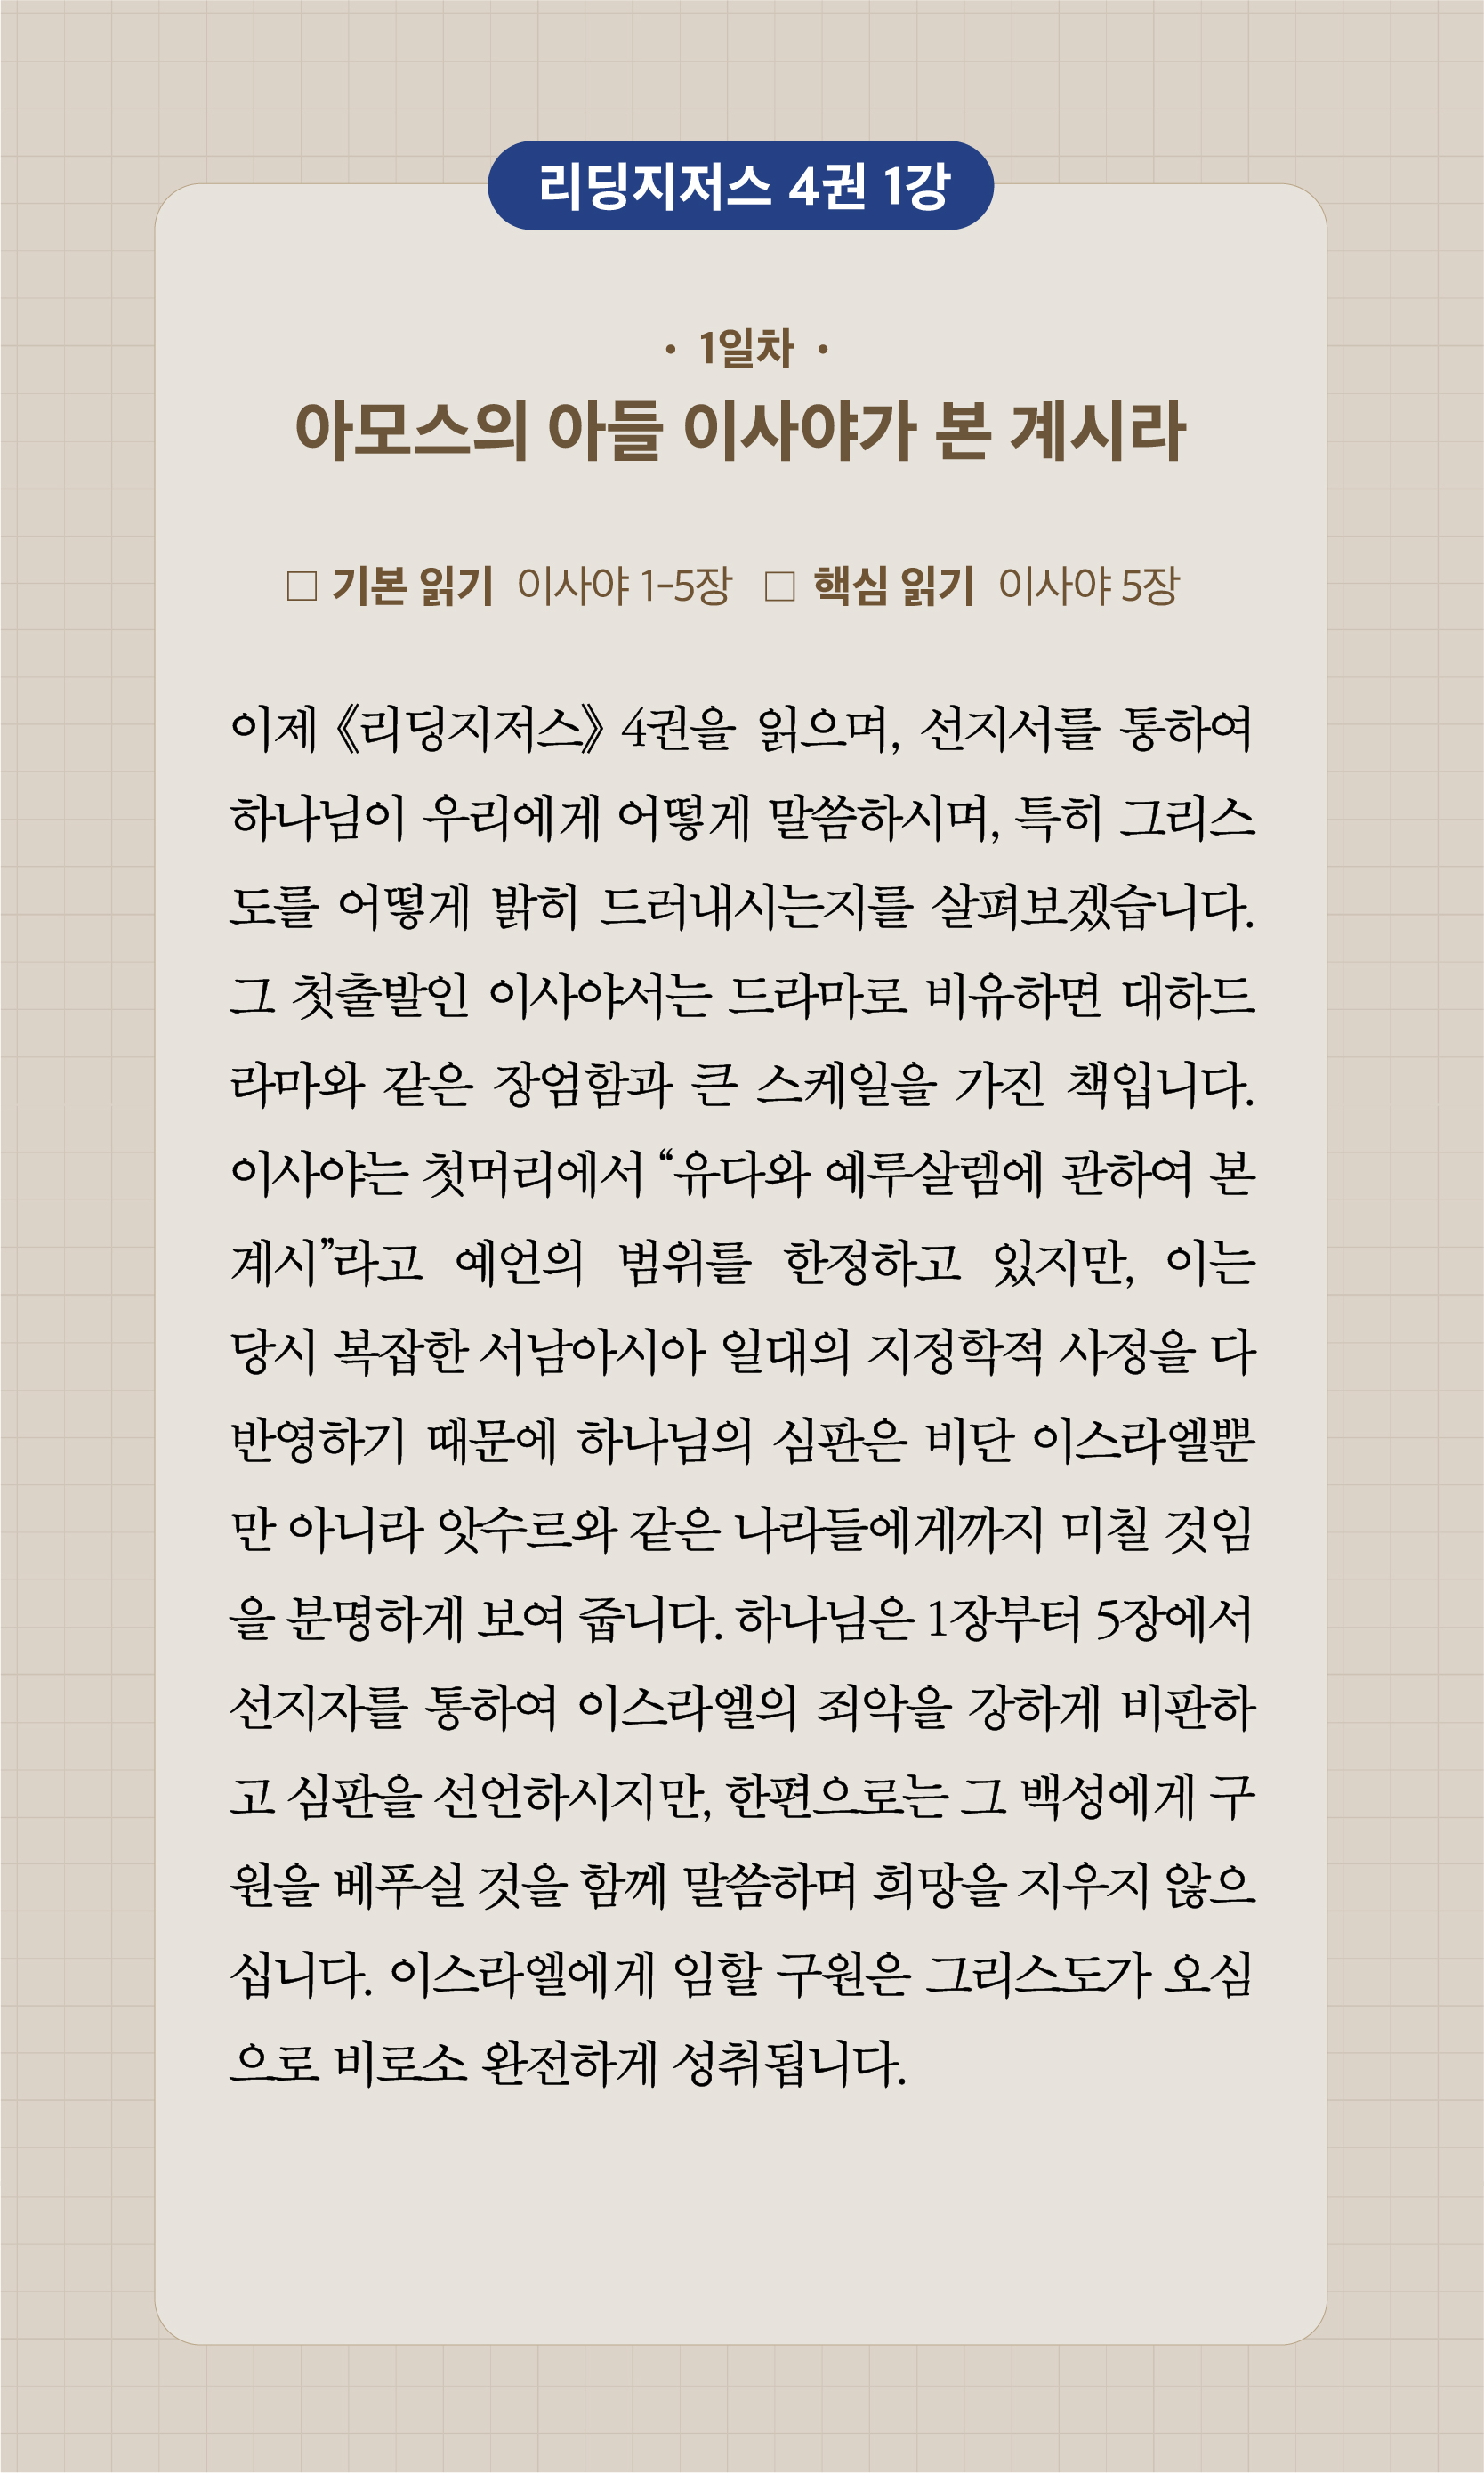 리딩지저스 4권 1강
· 1일차 ·
아모스의 아들 이사야가 본 계시라
□ 기본 읽기 이사야 1-5장 □ 핵심 읽기 이사야 5장
이제 《리딩지저스》 4권을 읽으며, 선지서를 통하여
하나님이 우리에게 어떻게 말씀하시며, 특히 그리스
도를 어떻게 밝히 드러내시는지를 살펴보겠습니다.
그 첫출발인 이사야서는 드라마로 비유하면 대하드
라마와 같은 장엄함과 큰 스케일을 가진 책입니다.
이사야는 첫머리에서 “유다와 예루살렘에 관하여 본
계시”라고 예언의 범위를 한정하고 있지만, 이는
당시 복잡한 서남아시아 일대의 지정학적 사정을 다
반영하기 때문에 하나님의 심판은 비단 이스라엘뿐
만 아니라 앗수르와 같은 나라들에게까지 미칠 것임
을 분명하게 보여 줍니다. 하나님은 1장부터 5장에서
선지자를 통하여 이스라엘의 죄악을 강하게 비판하
고 심판을 선언하시지만, 한편으로는 그 백성에게 구
원을 베푸실 것을 함께 말씀하며 희망을 지우지 않으
십니다. 이스라엘에게 임할 구원은 그리스도가 오심
으로 비로소 완전하게 성취됩니다.